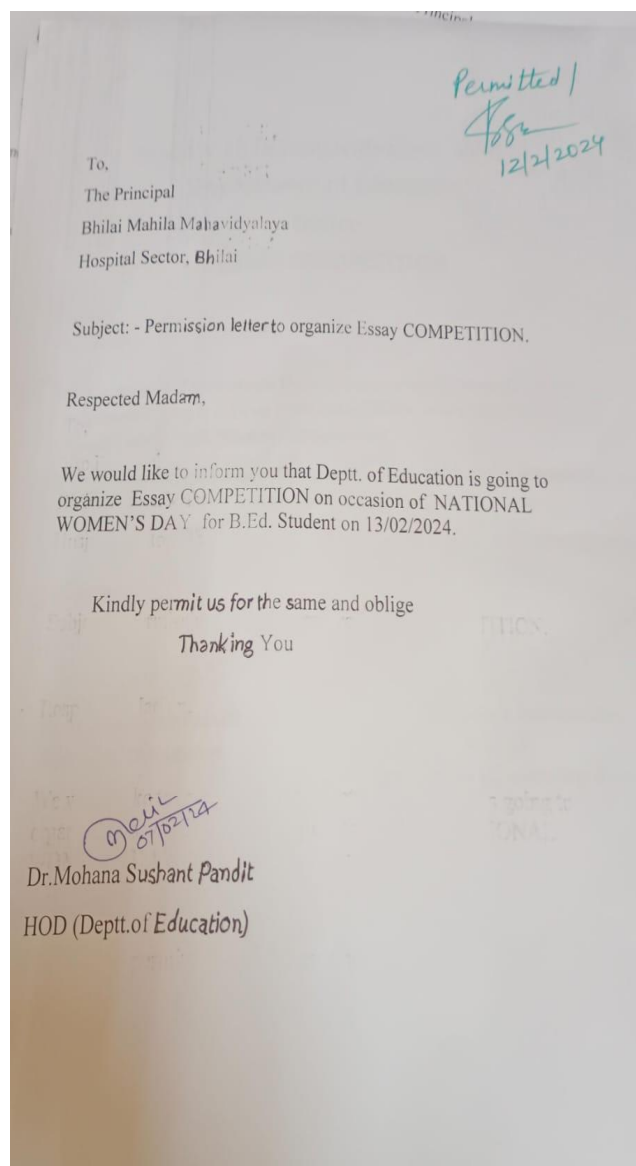 Permitted/
12/2/2024
To,
The Principal
Bhilai Mahila Mahavidyalaya
Hospital Sector, Bhilai
Subject: - Permission letter to organize Essay COMPETITION.
Respected Madam,
We would like to inform you that Deptt. of Education is going to
organize Essay COMPETITION on occasion of NATIONAL
WOMEN'S DAY for B.Ed. Student on 13/02/2024.
Kindly permit us for the same and oblige
Thanking You
07/02/24
Dr.Mohana Sushant Pandit
HOD (Deptt.of Education)